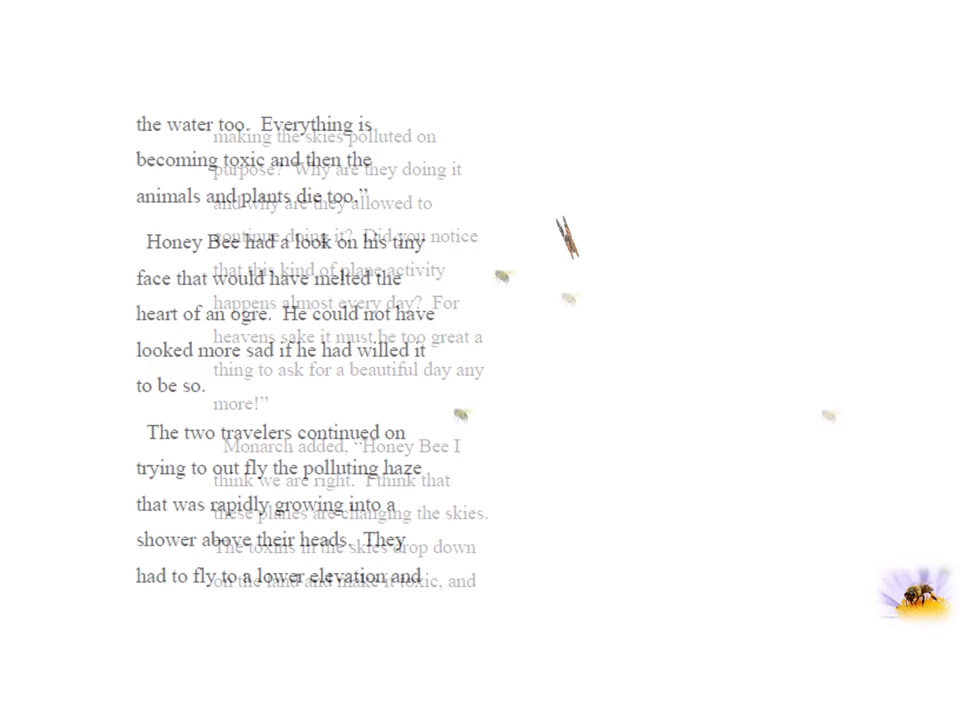 the water too.  Everything is
becoming toxic and then the
animals and plants die too.”
Honey Bee had a look on his tiny
face that would have melted the
heart of an ogre.  He could not have
looked more sad if he had willed it
to be so.
The two travelers continued on
trying to out fly the polluting haze
that was rapidly growing into a
shower above their heads.  They
had to fly to a lower elevation and
making the skies polluted on
purpose?  Why are they doing it
and why are they allowed to
continue doing it?  Did you notice
that this kind of plane activity
happens almost every day?  For
heavens sake it must be too great a
thing to ask for a beautiful day any
more!”
Monarch added, “Honey Bee I
think we are right.  I think that
these planes are changing the skies.
The toxins in the skies drop down
on the land and make it toxic, and